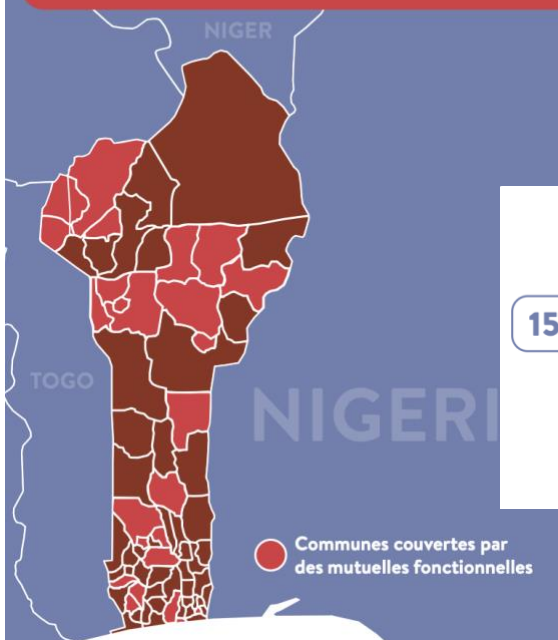 NIGER
15
TOGO
NIGERI
Communes couvertes par
des mutuelles fonctionnelles